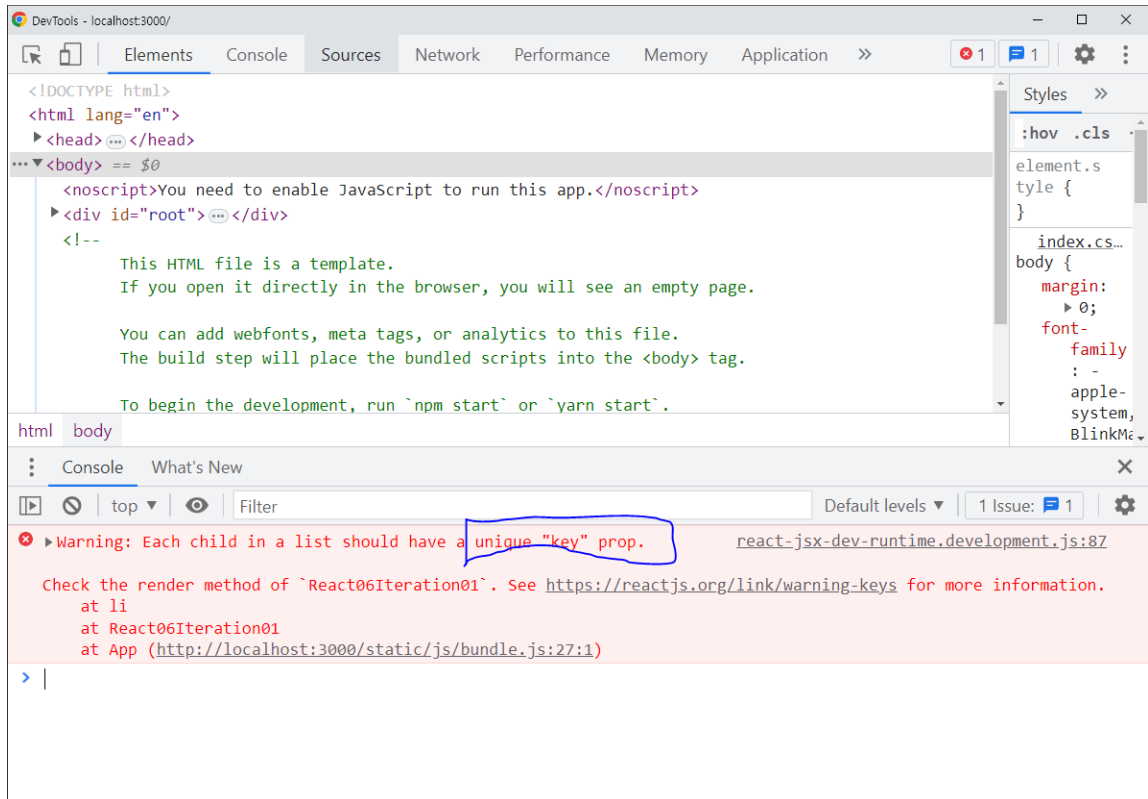 DevTools - localhost:3000/
Elements Console Sources Network Performance Memory Application » 1 1
<!DOCTYPE html>
<html lang="en">
<head> ••• </head>
••• <body> == $0
<noscript>You need to enable JavaScript to run this app.</noscript>
<div id="root"> ••• </div>
<!--
This HTML file is a template.
If you open it directly in the browser, you will see an empty page.
You can add webfonts, meta tags, or analytics to this file.
The build step will place the bundled scripts into the <body> tag.
To begin the development, run `npm start` or `yarn start`.
html body
Styles »
:hov .cls
element.s
tyle {
}
index.cs…
body {
margin:
0;
font-
family
: -
apple-
system,
BlinkMa
Console What's New
top ▼ Filter Default levels ▼ 1 Issue: 1
Warning: Each child in a list should have a unique "key" prop. react-jsx-dev-runtime.development.js:87
Check the render method of `React06Iteration01`. See https://reactjs.org/link/warning-keys for more information.
at li
at React06Iteration01
at App (http://localhost:3000/static/js/bundle.js:27:1)
>